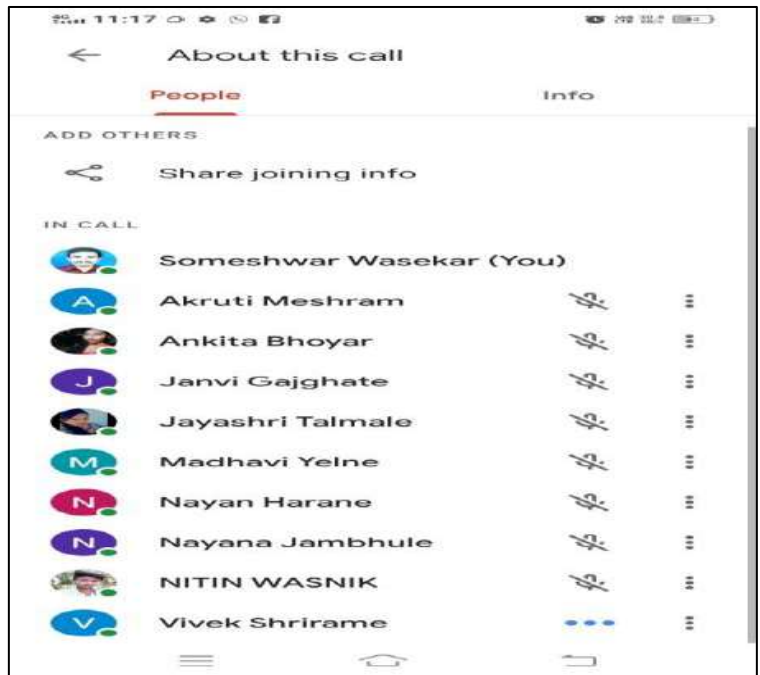 11:17
About this call
People Info
ADD OTHERS
Share joining info
IN CALL
Someshwar Wasekar (You)
A Akruti Meshram
Ankita Bhoyar
J Janvi Gajghate
Jayashri Talmale
M Madhavi Yelne
N Nayan Harane
N Nayana Jambhule
NITIN WASNIK
V Vivek Shrirame